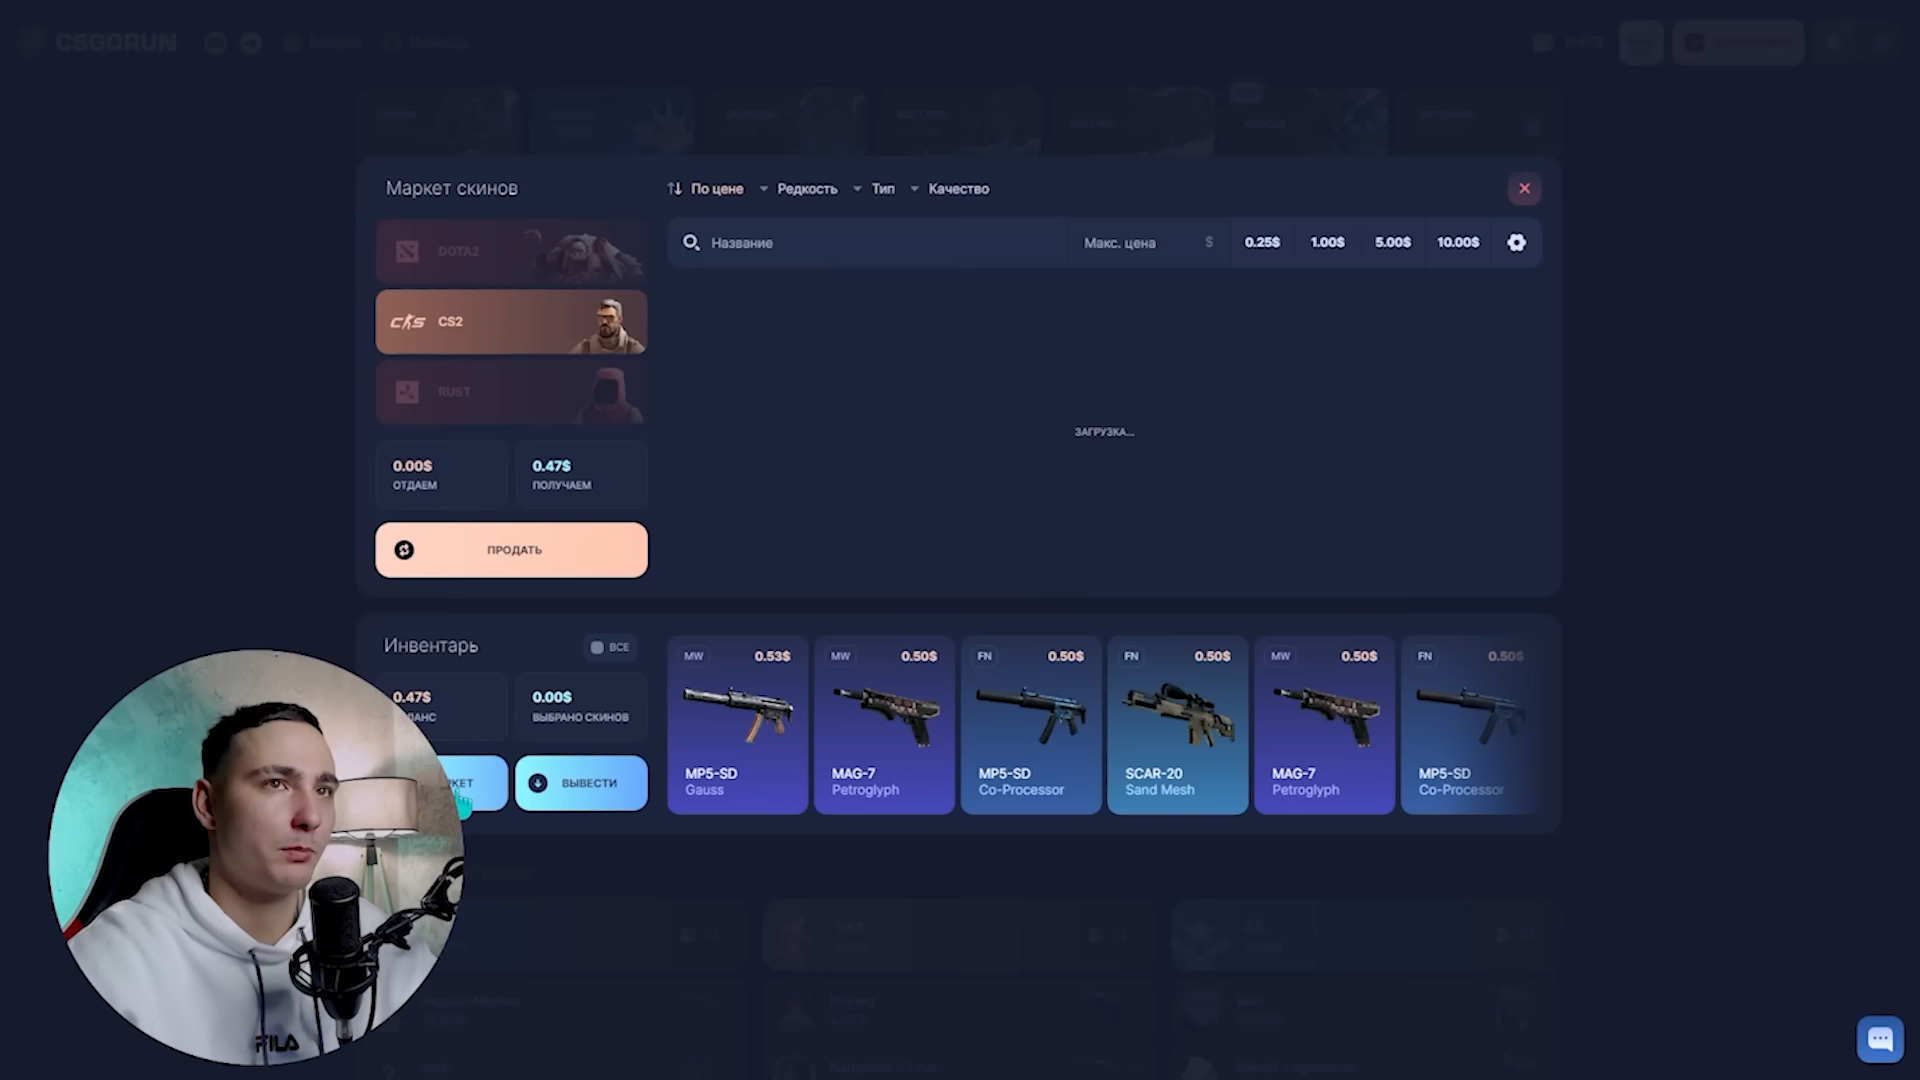 CSGORUN
Маркет скинов
По цене
Редкость
Тип
Качество
DOTA2
Название
Макс. цена
$
0.25$
1.00$
5.00$
10.00$
CS2
RUST
ЗАГРУЗКА...
0.00$
ОТДАЕМ
0.47$
ПОЛУЧАЕМ
ПРОДАТЬ
Инвентарь
ВСЕ
0.47$
0.00$
ВЫБРАНО СКИНОВ
ВЫВЕСТИ
MW
0.53$
MP5-SD
Gauss
MW
0.50$
MAG-7
Petroglyph
FN
0.50$
MP5-SD
Co-Processor
FN
0.50$
SCAR-20
Sand Mesh
MW
0.50$
MAG-7
Petroglyph
FN
0.50$
MP5-SD
Co-Processor
FILA